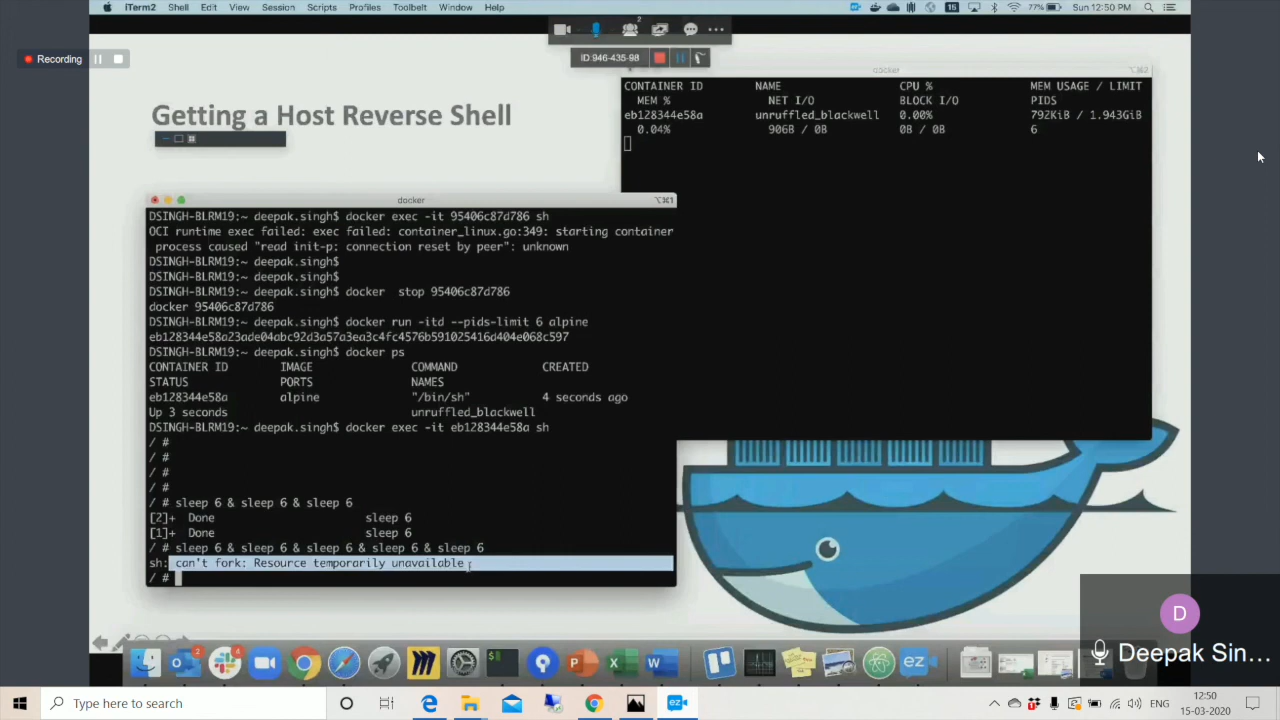 iTerm2 Shell Edit View Session Scripts Profiles Toolbelt Window Help
15 77% Sun 12:50 PM
2
Recording
ID:946-435-98
Getting a Host Reverse Shell
docker ⌥⌘2
CONTAINER ID NAME CPU % MEM USAGE / LIMIT
MEM % NET I/O BLOCK I/O PIDS
eb128344e58a unruffled_blackwell 0.00% 792KiB / 1.943GiB
0.04% 906B / 0B 0B / 0B 6
docker ⌥⌘1
DSINGH-BLRM19:~ deepak.singh$ docker exec -it 95406c87d786 sh
OCI runtime exec failed: exec failed: container_linux.go:349: starting container
process caused "read init-p: connection reset by peer": unknown
DSINGH-BLRM19:~ deepak.singh$
DSINGH-BLRM19:~ deepak.singh$
DSINGH-BLRM19:~ deepak.singh$ docker  stop 95406c87d786
docker 95406c87d786
DSINGH-BLRM19:~ deepak.singh$ docker run -itd --pids-limit 6 alpine
eb128344e58a23ade04abc92d3a57a3ea3c4fc4576b591025416d404e068c597
DSINGH-BLRM19:~ deepak.singh$ docker ps
CONTAINER ID IMAGE COMMAND CREATED
STATUS PORTS NAMES
eb128344e58a alpine "/bin/sh" 4 seconds ago
Up 3 seconds unruffled_blackwell
DSINGH-BLRM19:~ deepak.singh$ docker exec -it eb128344e58a sh
/ #
/ #
/ #
/ #
/ # sleep 6 & sleep 6 & sleep 6
[2]+ Done sleep 6
[1]+ Done sleep 6
/ # sleep 6 & sleep 6 & sleep 6 & sleep 6 & sleep 6
sh: can't fork: Resource temporarily unavailable
/ #
D
Deepak Sin...
Type here to search
ENG
12:50
15-03-2020